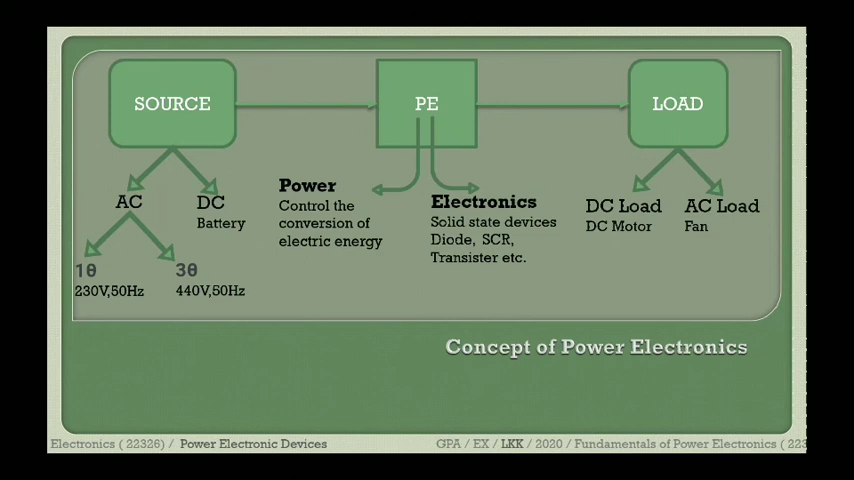 SOURCE
PE
LOAD
AC
DC
Battery
1θ
230V,50Hz
3θ
440V,50Hz
Power
Control the
conversion of
electric energy
Electronics
Solid state devices
Diode, SCR,
Transister etc.
DC Load
DC Motor
AC Load
Fan
Concept of Power Electronics
Electronics ( 22326) / Power Electronic Devices
GPA / EX / LKK / 2020 / Fundamentals of Power Electronics ( 223